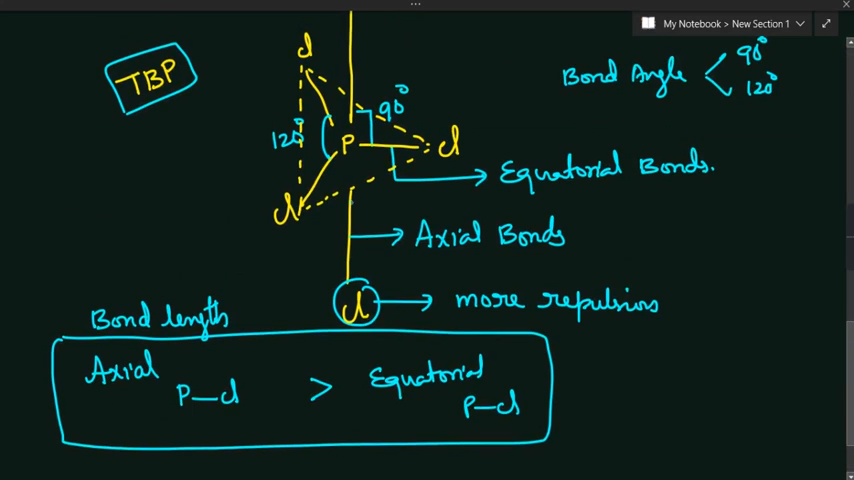 My Notebook > New Section 1
TBP
Cl
90°
120°
P
Cl
Cl
Bond Angle
90°
120°
Equatorial Bonds.
Axial Bonds
Cl
more repulsions
Bond length
Axial
P—Cl
>
Equatorial
P—Cl